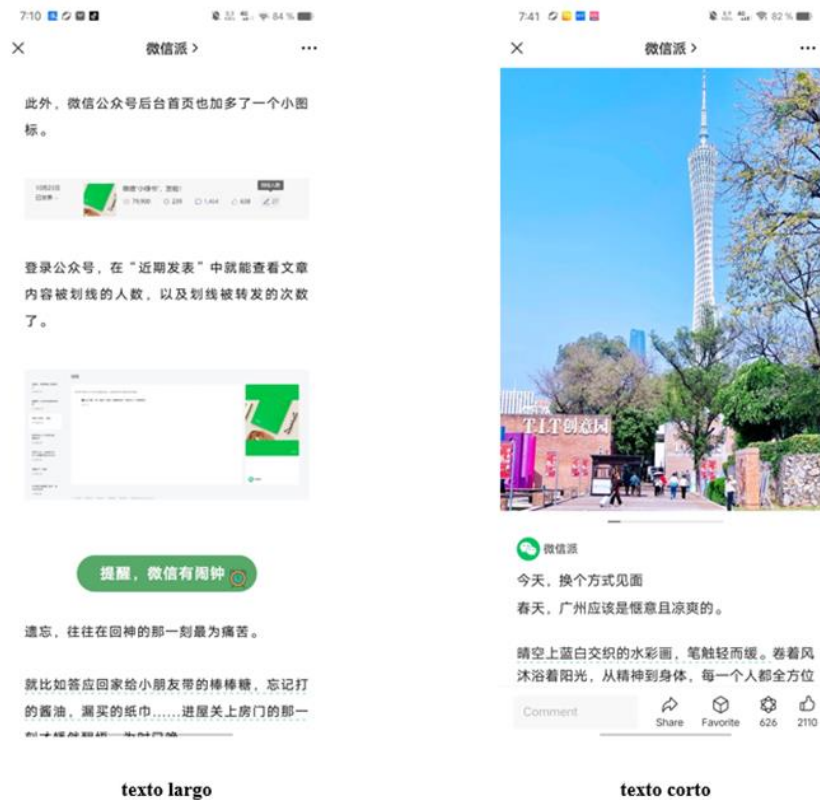 7:10
84 %
微信派 >
此外，微信公众号后台首页也加多了一个小图
标。
登录公众号，在“近期发表”中就能查看文章
内容被划线的人数，以及划线被转发的次数
了。
提醒，微信有闹钟
遗忘，往往在回神的那一刻最为痛苦。
就比如答应回家给小朋友带的棒棒糖，忘记打
的酱油，漏买的纸巾……进屋关上房门的那一
texto largo
7:41
82 %
微信派 >
T.I.T创意园
微信派
今天，换个方式见面
春天，广州应该是惬意且凉爽的。
晴空上蓝白交织的水彩画，笔触轻而缓。卷着风
沐浴着阳光，从精神到身体，每一个人都全方位
Comment
Share
Favorite
626
2110
texto corto